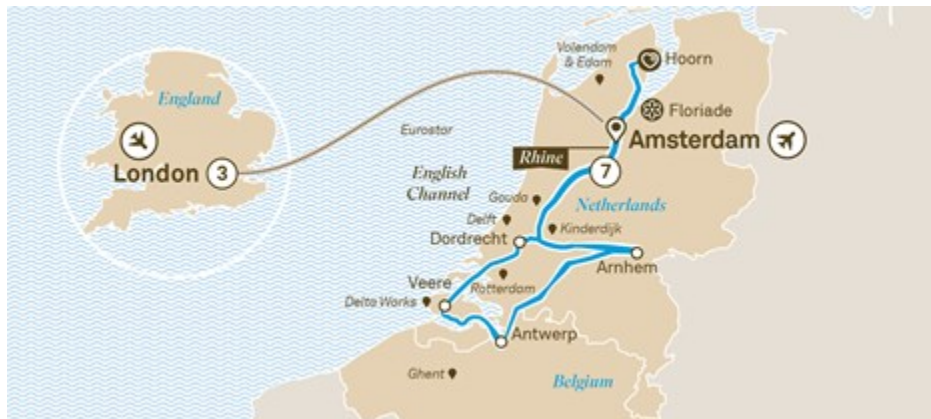 England
London
3
Eurostar
English
Channel
Volendam
& Edam
Hoorn
Floriade
Amsterdam
Rhine
7
Netherlands
Gouda
Delft
Kinderdijk
Dordrecht
Arnhem
Veere
Rotterdam
Delta Works
Antwerp
Ghent
Belgium